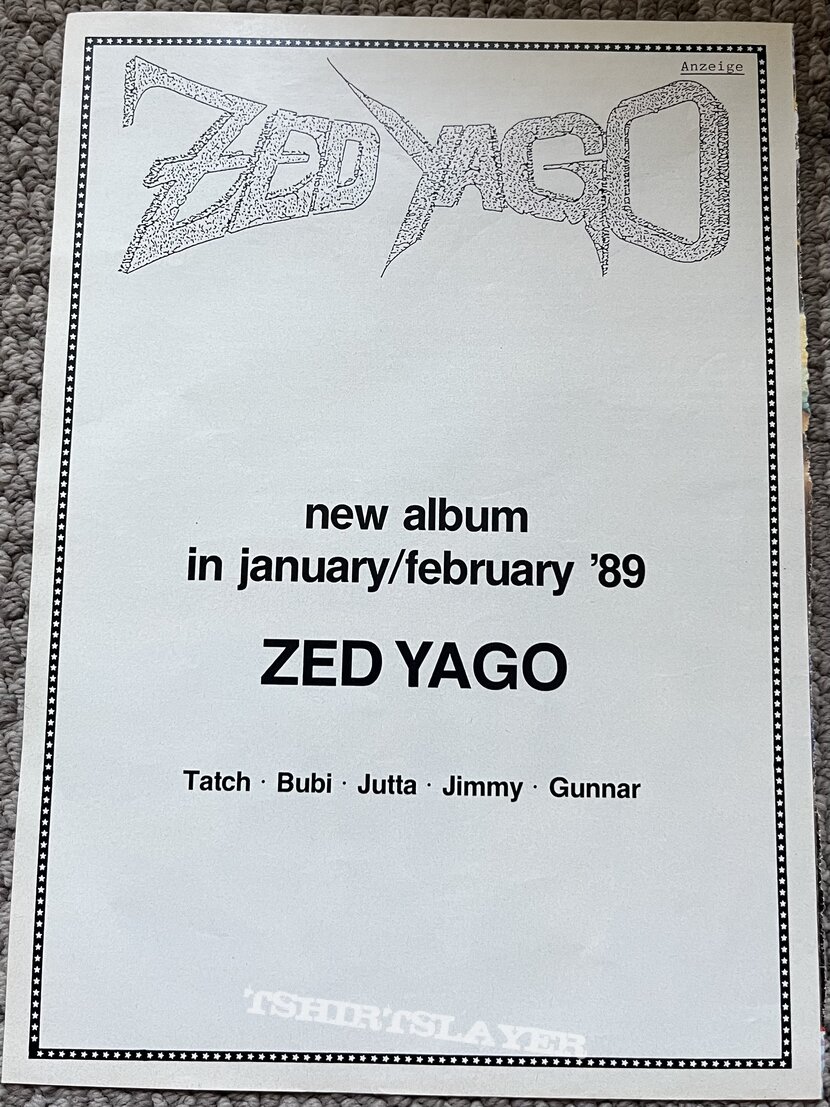 Anzeige
ZED YAGO
new album
in january/february ’89
ZED YAGO
Tatch · Bubi · Jutta · Jimmy · Gunnar
TSHIRTSLAYER